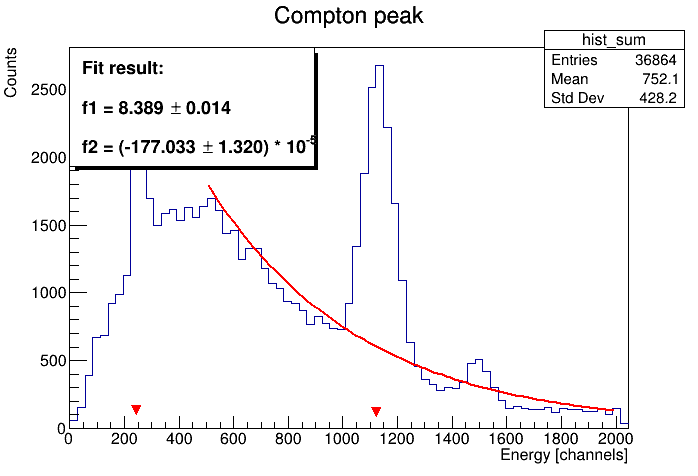 Compton peak
hist_sum
Entries 36864
Mean 752.1
Std Dev 428.2
Counts
Fit result:
f1 = 8.389 ± 0.014
f2 = (-177.033 ± 1.320) * 10^-5
2500
2000
1500
1000
500
0
0 200 400 600 800 1000 1200 1400 1600 1800 2000
Energy [channels]